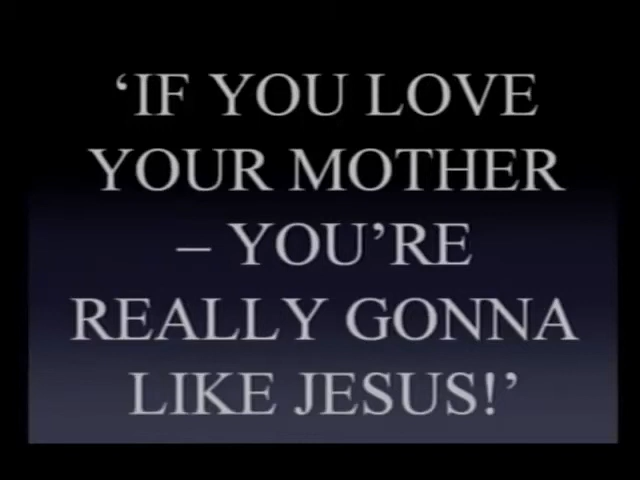 ‘IF YOU LOVE
YOUR MOTHER
– YOU’RE
REALLY GONNA
LIKE JESUS!’